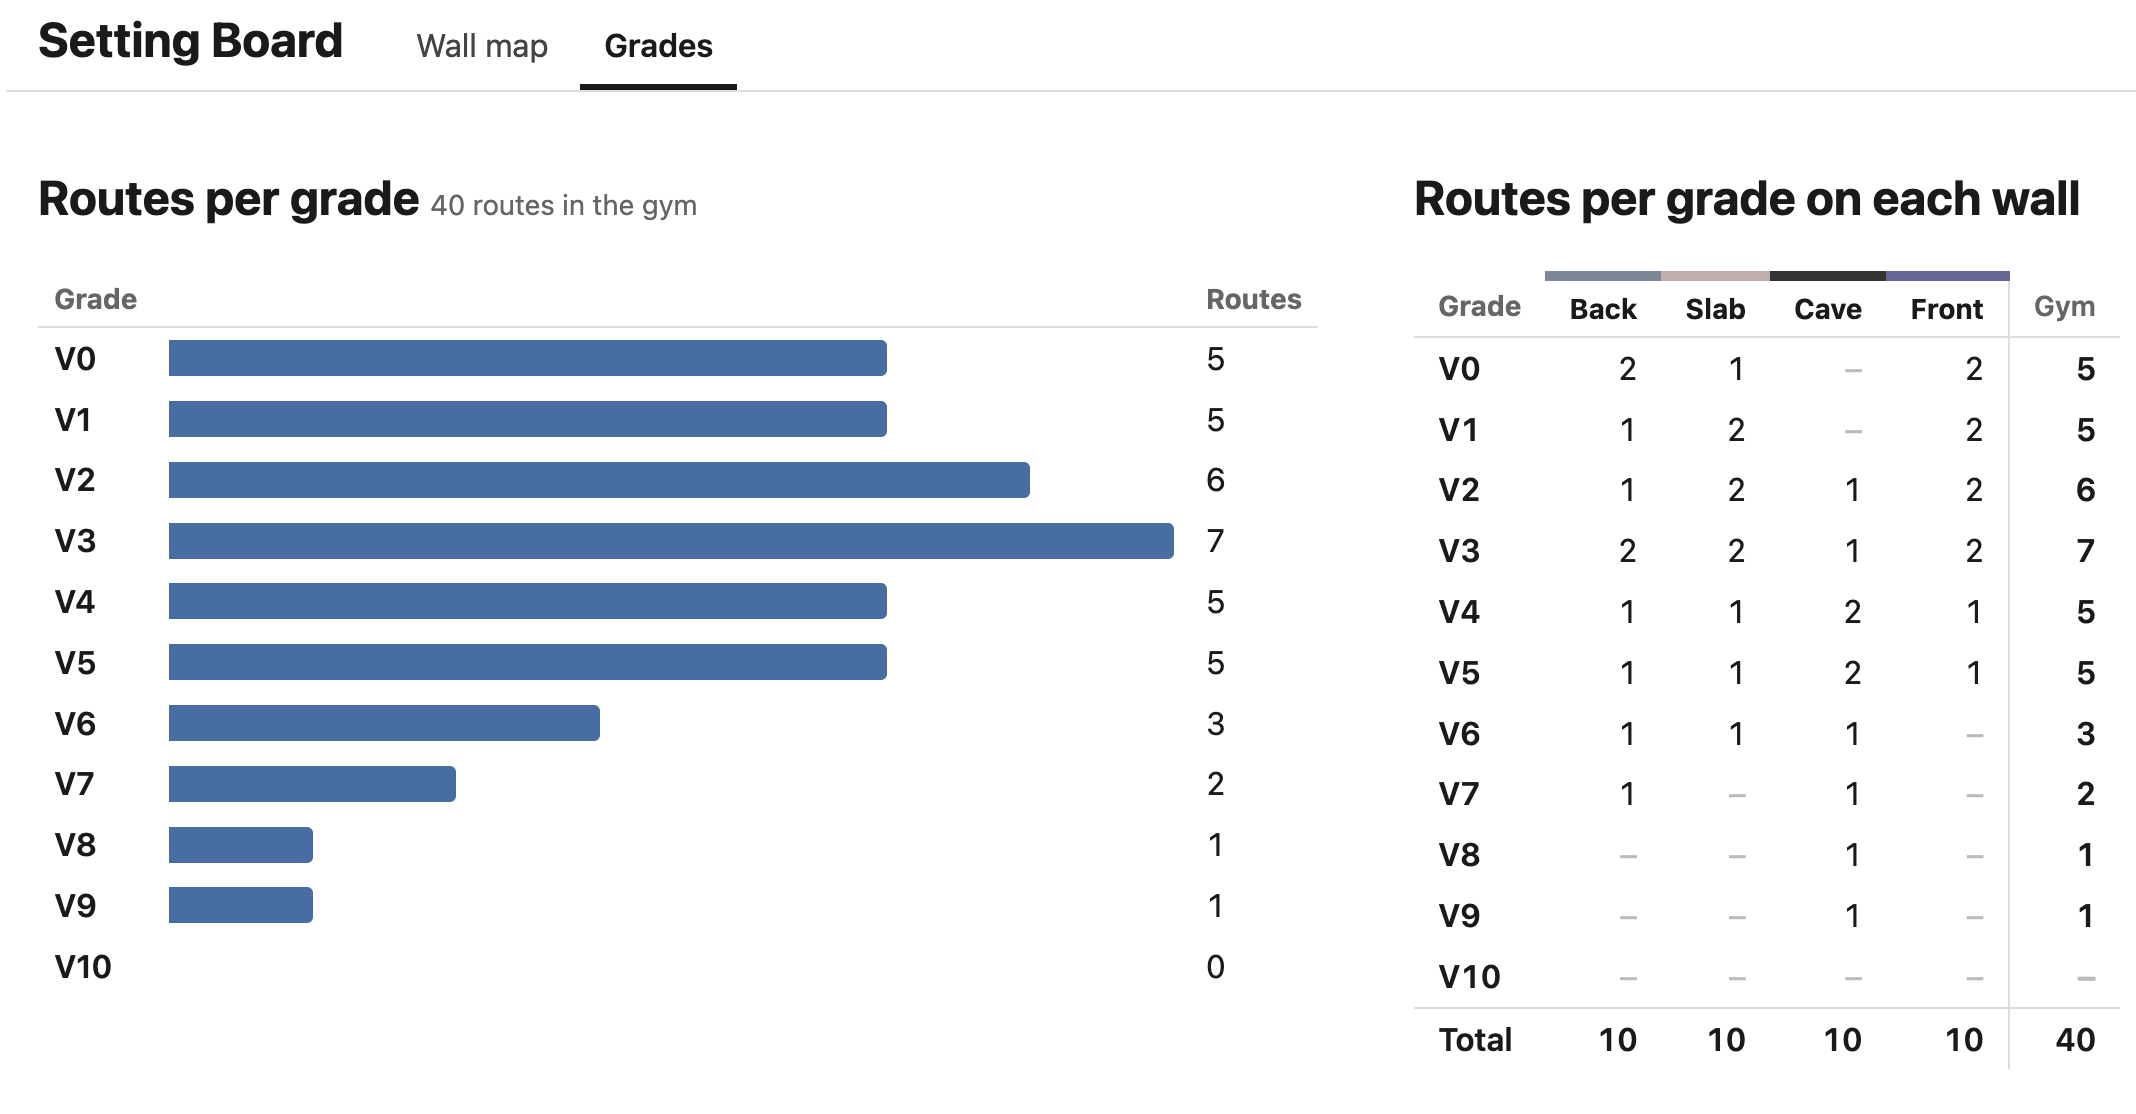 Setting Board Wall map Grades
Routes per grade 40 routes in the gym
Grade Routes
V0 5
V1 5
V2 6
V3 7
V4 5
V5 5
V6 3
V7 2
V8 1
V9 1
V10 0
Routes per grade on each wall
Grade Back Slab Cave Front Gym
V0 2 1 – 2 5
V1 1 2 – 2 5
V2 1 2 1 2 6
V3 2 2 1 2 7
V4 1 1 2 1 5
V5 1 1 2 1 5
V6 1 1 1 – 3
V7 1 – 1 – 2
V8 – – 1 – 1
V9 – – 1 – 1
V10 – – – – –
Total 10 10 10 10 40